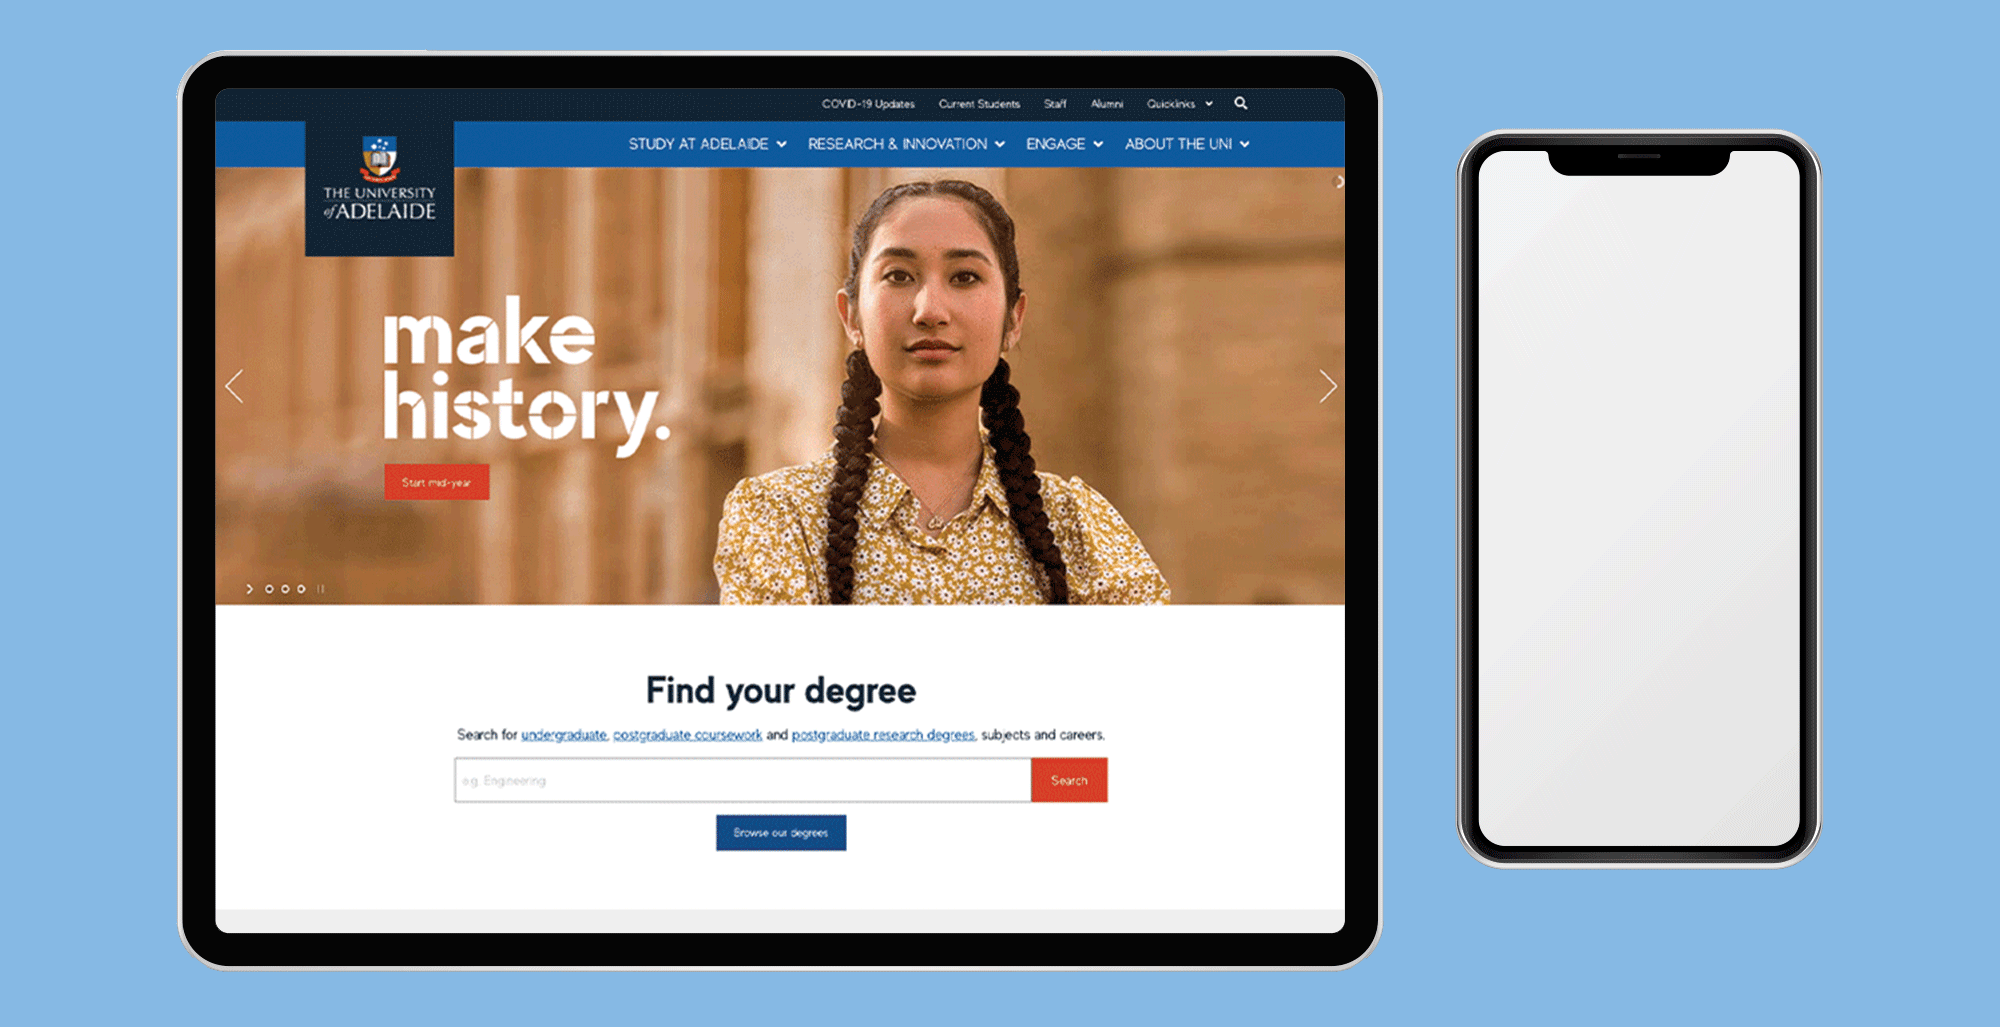 COVID-19 Updates Current Students Staff Alumni Quicklinks
STUDY AT ADELAIDE RESEARCH & INNOVATION ENGAGE ABOUT THE UNI
THE UNIVERSITY
of ADELAIDE
make
history.
Start mid-year
Find your degree
Search for undergraduate, postgraduate coursework and postgraduate research degrees, subjects and careers.
e.g. Engineering Search
Browse our degrees